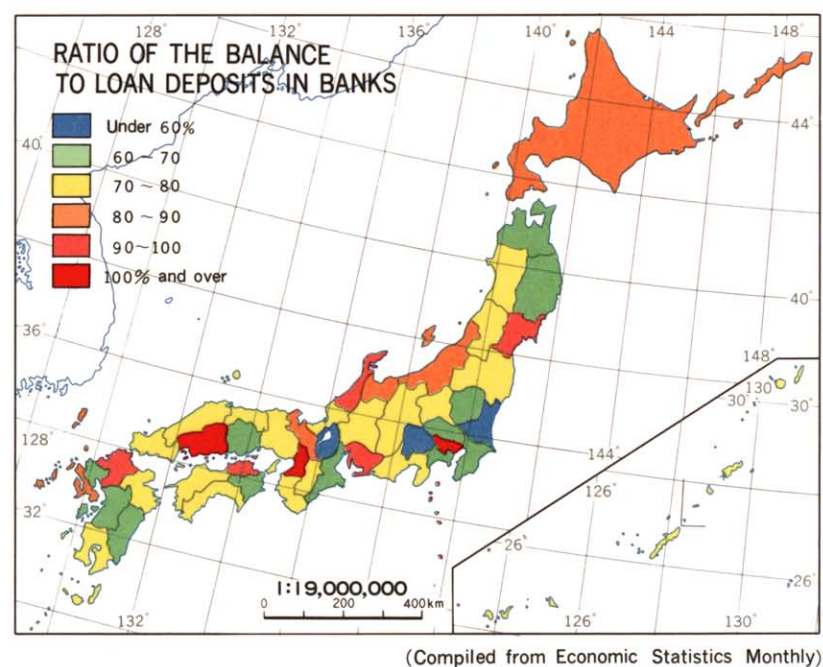 RATIO OF THE BALANCE
TO LOAN DEPOSITS IN BANKS
Under 60%
60 ~ 70
70 ~ 80
80 ~ 90
90~100
100% and over
128°
132°
136°
140°
144°
148°
44°
40°
40°
36°
148°
130
30°
30°
128°
144°
126°
32°
26°
26°
1:19,000,000
0 200 400km
132°
126°
130°
(Compiled from Economic Statistics Monthly)